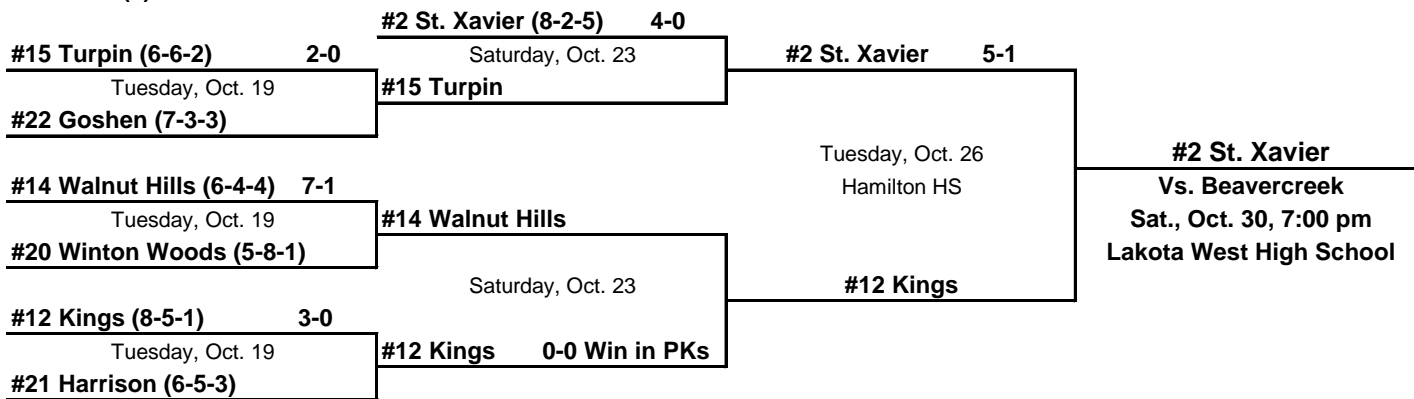 #2 St. Xavier (8-2-5) 4-0
#15 Turpin (6-6-2) 2-0
Saturday, Oct. 23
#2 St. Xavier 5-1
Tuesday, Oct. 19
#15 Turpin
#22 Goshen (7-3-3)
Tuesday, Oct. 26
#2 St. Xavier
#14 Walnut Hills (6-4-4) 7-1
Hamilton HS
Vs. Beavercreek
Tuesday, Oct. 19
#14 Walnut Hills
Sat., Oct. 30, 7:00 pm
#20 Winton Woods (5-8-1)
Lakota West High School
Saturday, Oct. 23
#12 Kings
#12 Kings (8-5-1) 3-0
Tuesday, Oct. 19
#12 Kings 0-0 Win in PKs
#21 Harrison (6-5-3)